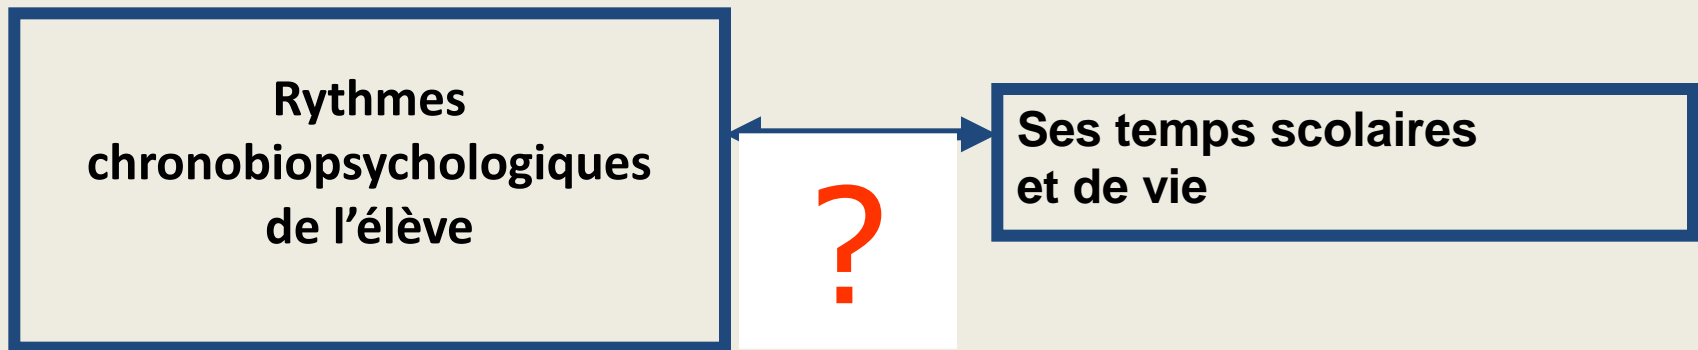 Rythmes
chronobiopsychologiques
de l’élève
?
Ses temps scolaires
et de vie